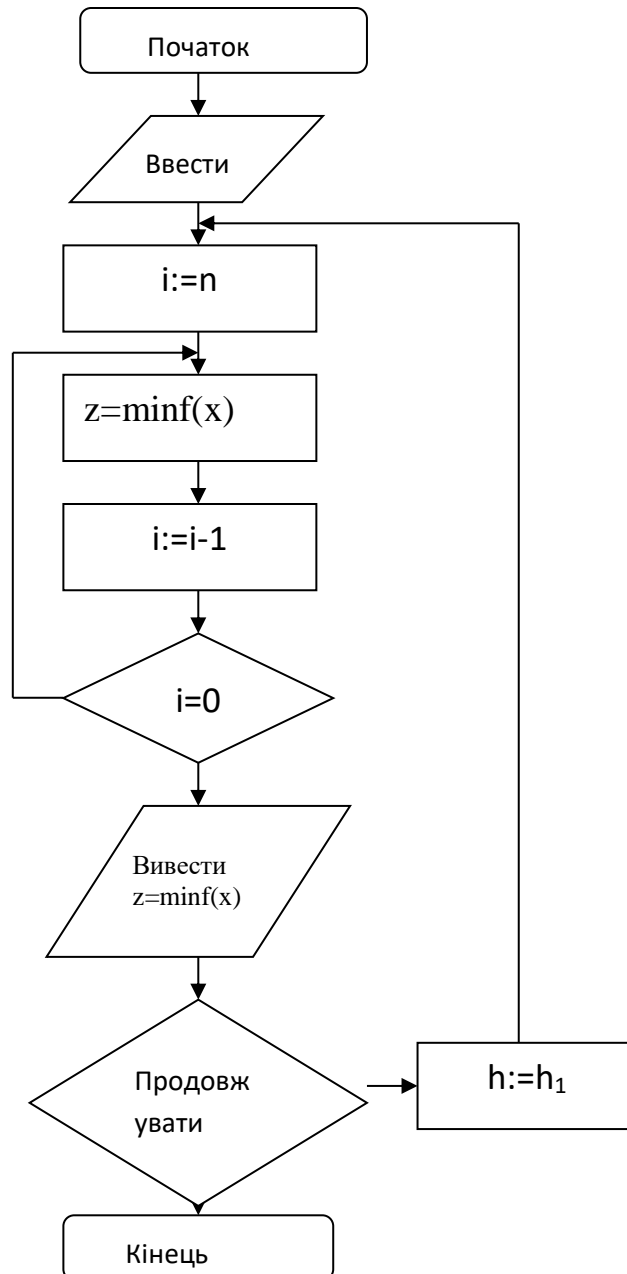 Початок
Ввести
i:=n
z=minf(x)
i:=i-1
i=0
Вивести
z=minf(x)
Продовж
увати
h:=h₁
Кінець